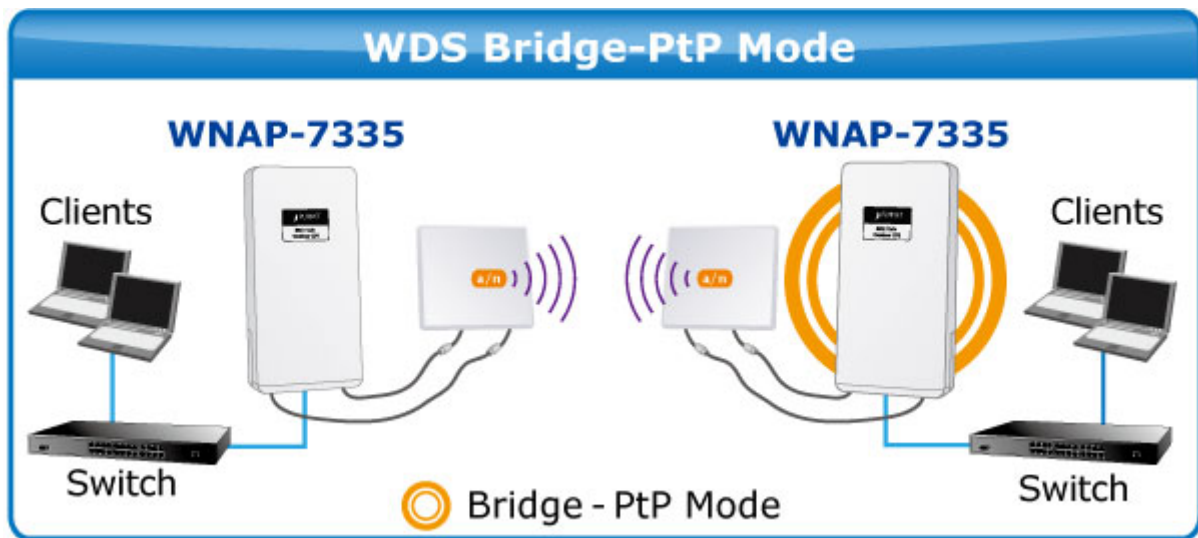 WDS Bridge-PtP Mode
WNAP-7335
WNAP-7335
Clients
Clients
a/n
a/n
Switch
Switch
Bridge - PtP Mode